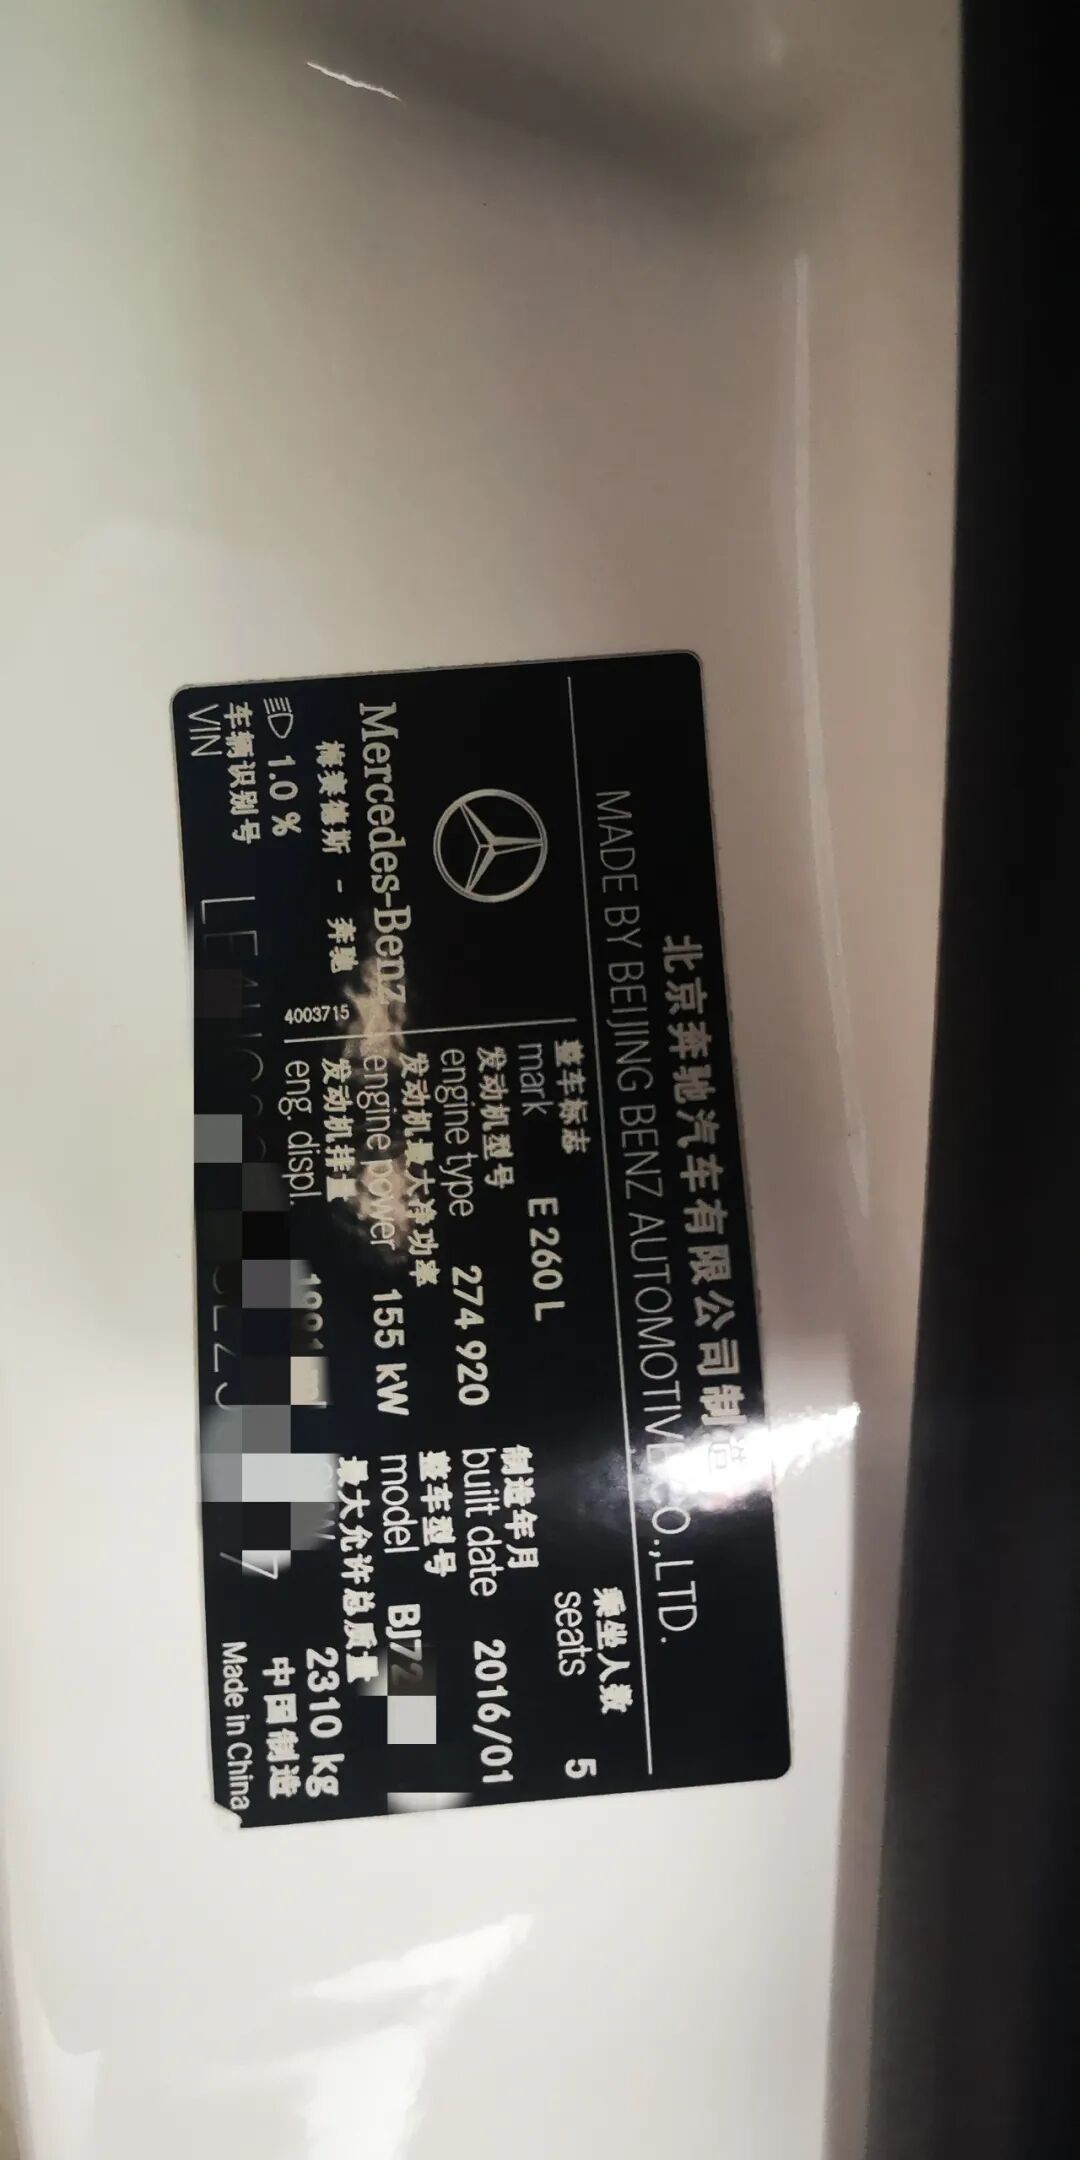 北京奔驰汽车有限公司制造
MADE BY BEIJING BENZ AUTOMOTIVE CO.,LTD.
Mercedes-Benz
梅赛德斯 - 奔驰
1.0 %
4003715
整车标志
mark E 260 L
乘坐人数
seats 5
发动机型号
engine type 274 920
制造年月
built date 2016/01
发动机最大净功率
engine power 155 kW
整车型号
model BJ72
发动机排量
eng. displ.
最大允许总质量
2310 kg
车辆识别号
VIN
中国制造
Made in China